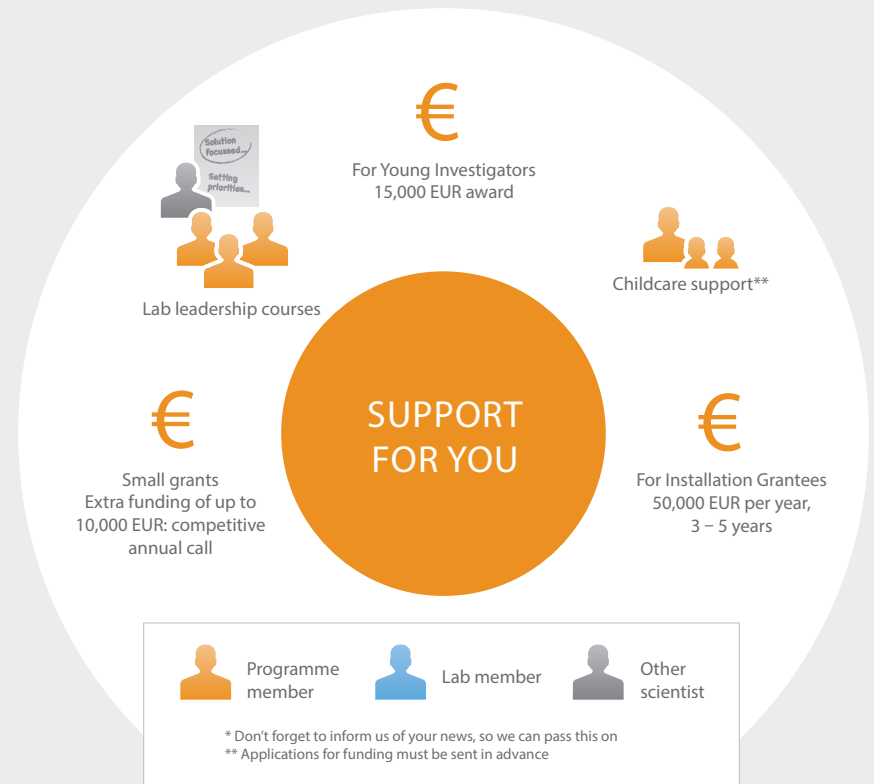 €
For Young Investigators
15,000 EUR award
Solution
focussed...
Setting
priorities...
Lab leadership courses
Childcare support**
SUPPORT
FOR YOU
€
Small grants
Extra funding of up to
10,000 EUR: competitive
annual call
€
For Installation Grantees
50,000 EUR per year,
3 – 5 years
Programme
member
Lab member
Other
scientist
* Don't forget to inform us of your news, so we can pass this on
** Applications for funding must be sent in advance